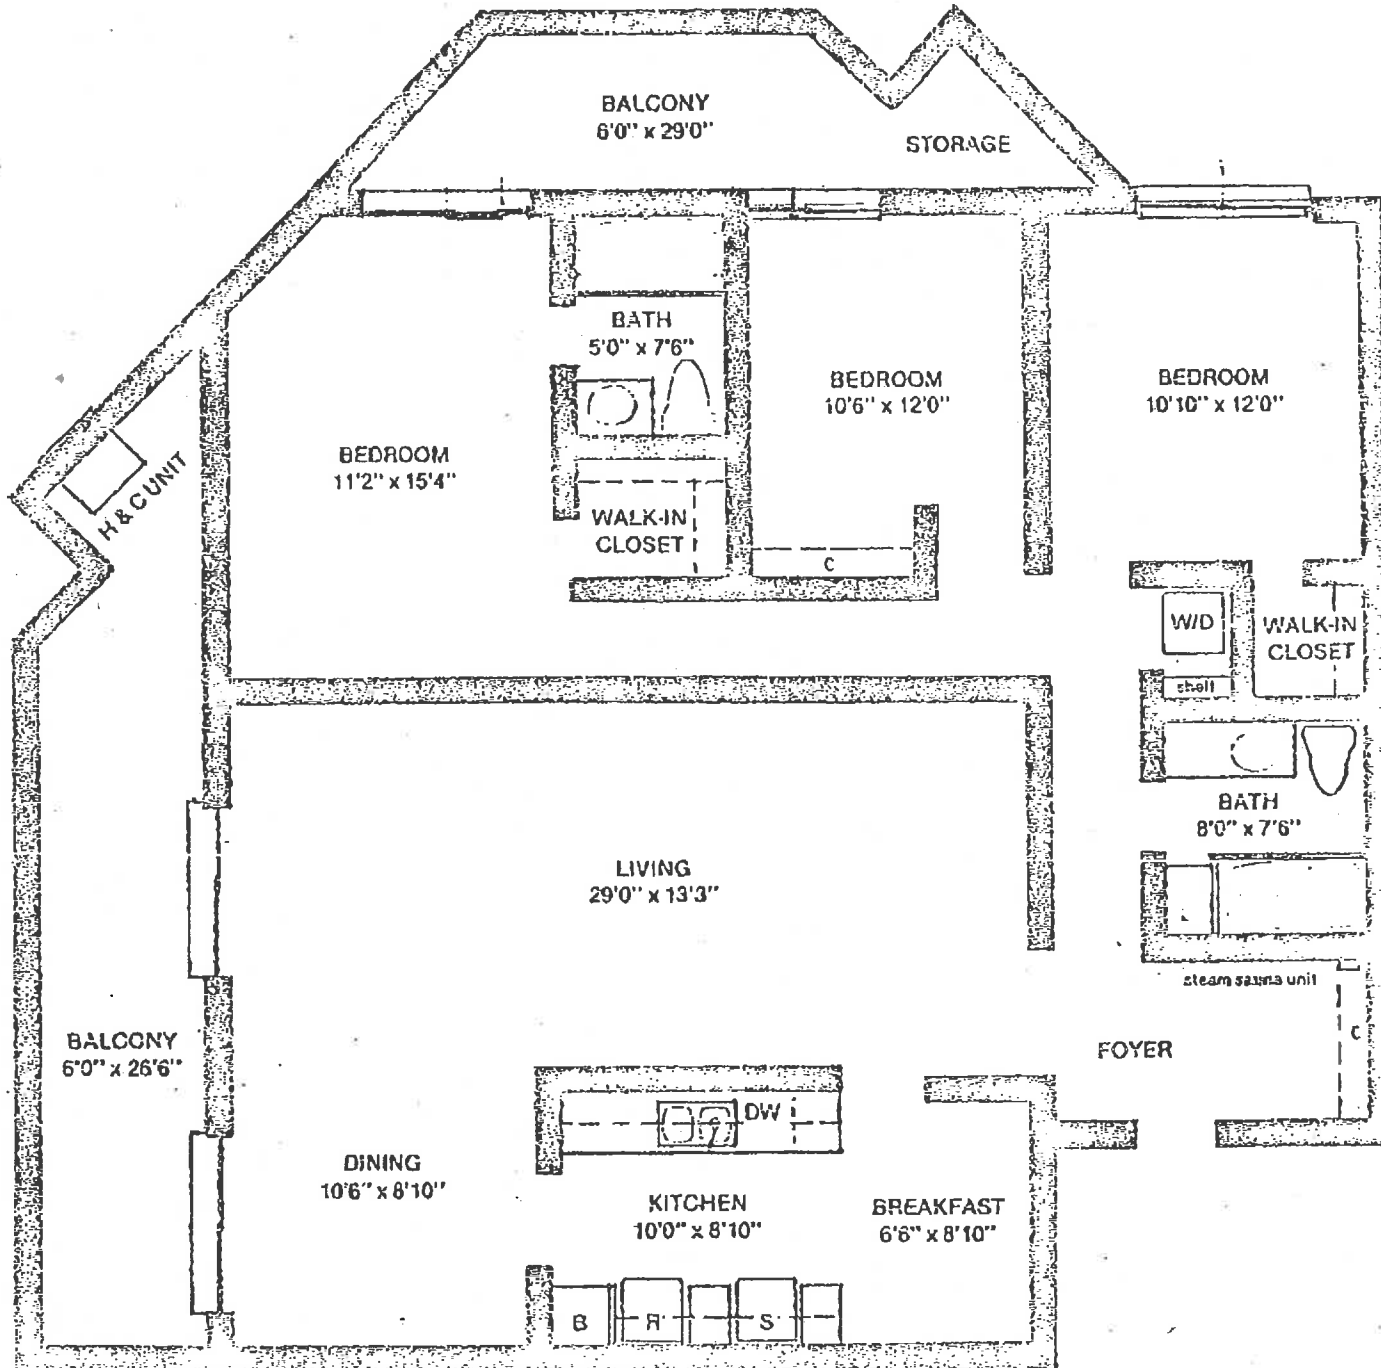 BALCONY
6'0" x 29'0"
STORAGE
BATH
5'0" x 7'6"
BEDROOM
10'6" x 12'0"
BEDROOM
10'10" x 12'0"
BEDROOM
11'2" x 15'4"
H & C UNIT
WALK-IN
CLOSET
C
W/D
WALK-IN
CLOSET
shelf
BATH
8'0" x 7'6"
LIVING
29'0" x 13'3"
steam sauna unit
BALCONY
6'0" x 26'6"
FOYER
C
DW
DINING
10'6" x 8'10"
KITCHEN
10'0" x 8'10"
BREAKFAST
6'6" x 8'10"
B
R
S